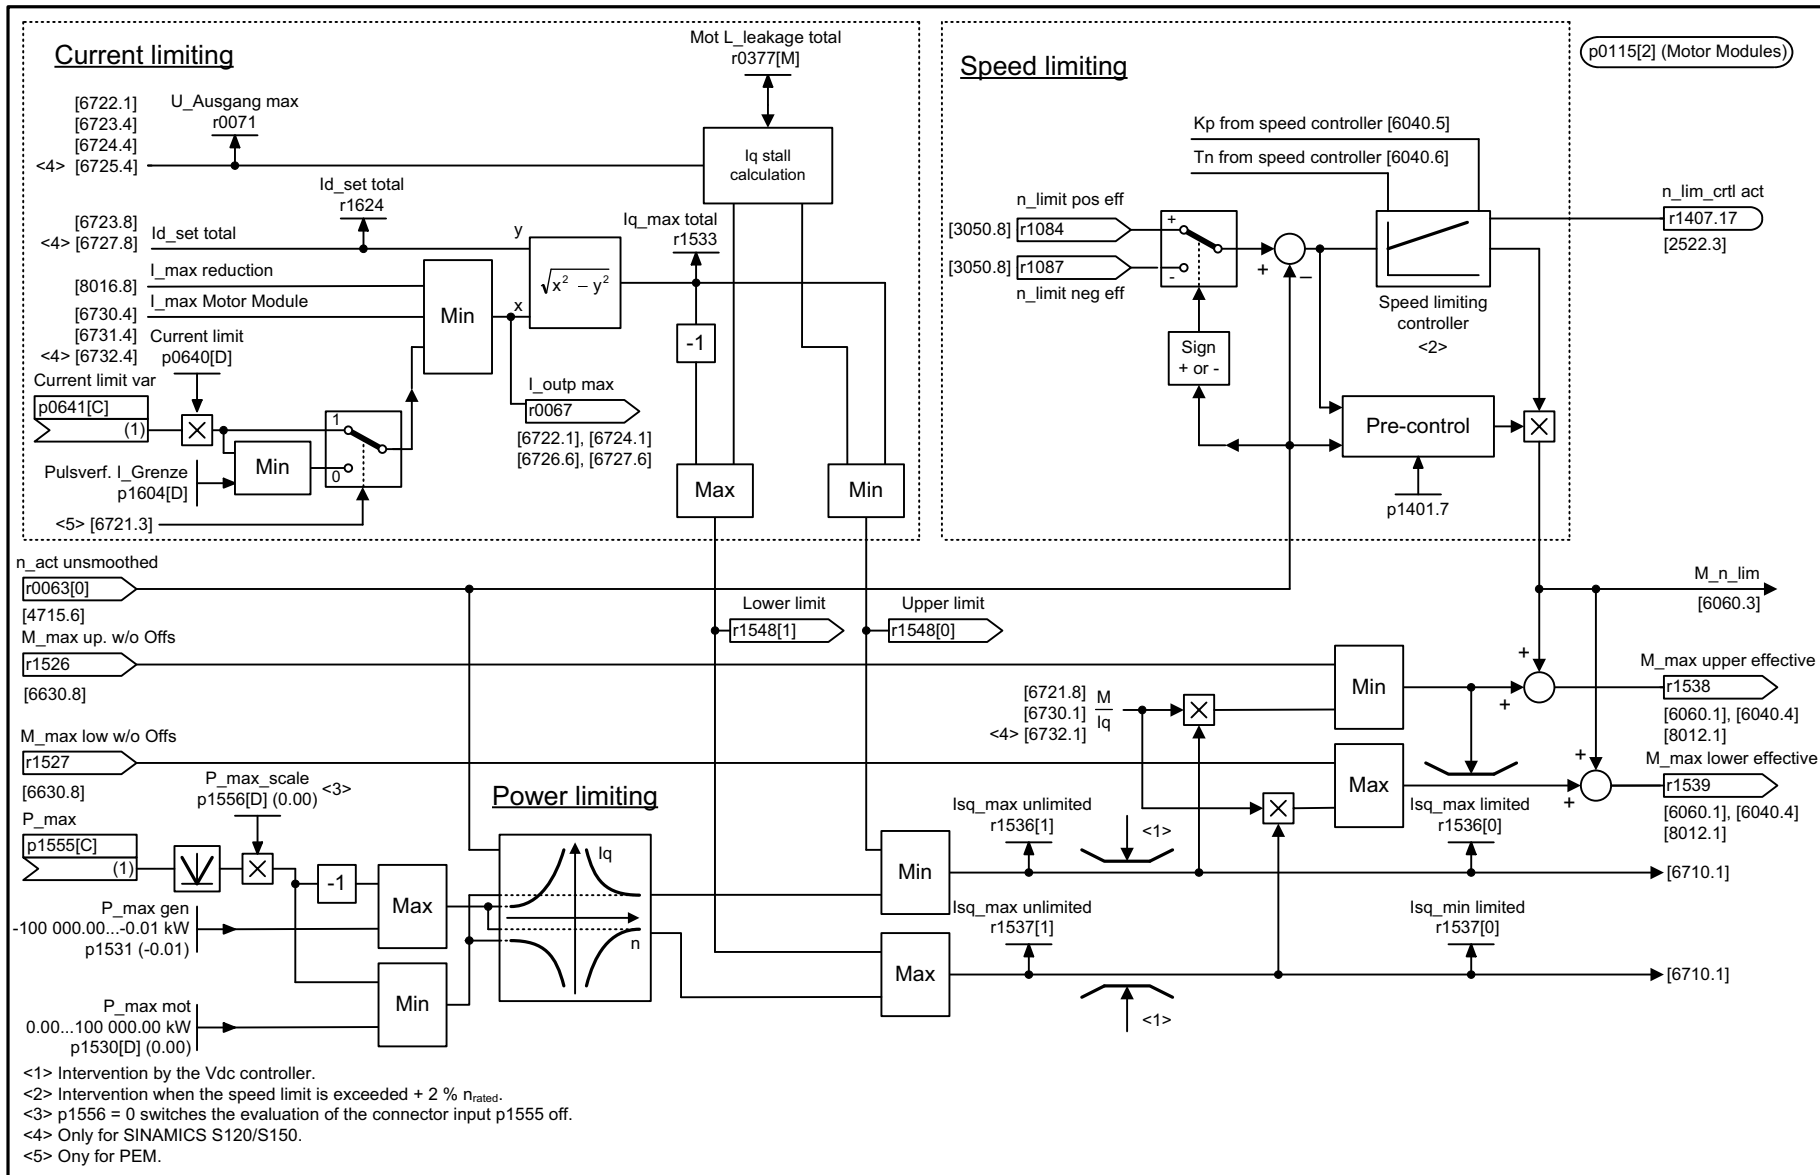 Current limiting
Mot L_leakage total
r0377[M]
[6722.1]
[6723.4]
[6724.4]
<4> [6725.4]
U_Ausgang max
r0071
Iq stall
calculation
Id_set total
r1624
[6723.8]
<4> [6727.8]
Id_set total
y
Iq_max total
r1533
I_max reduction
[8016.8]
I_max Motor Module
[6730.4]
[6731.4]
<4> [6732.4]
Min
x
√x² – y²
-1
Current limit
p0640[D]
Current limit var
p0641[C]
(1)
I_outp max
r0067
[6722.1], [6724.1]
[6726.6], [6727.6]
1
0
Min
Pulsverf. I_Grenze
p1604[D]
<5> [6721.3]
Max
Min
Speed limiting
p0115[2] (Motor Modules)
Kp from speed controller [6040.5]
Tn from speed controller [6040.6]
n_limit pos eff
[3050.8]
r1084
[3050.8]
r1087
n_limit neg eff
+
-
+
–
Speed limiting
controller
<2>
n_lim_crtl act
r1407.17
[2522.3]
Sign
+ or -
Pre-control
p1401.7
n_act unsmoothed
r0063[0]
[4715.6]
M_n_lim
[6060.3]
Lower limit
r1548[1]
Upper limit
r1548[0]
M_max up. w/o Offs
r1526
[6630.8]
[6721.8]
[6730.1]
<4> [6732.1]
M
Iq
Min
+
+
M_max upper effective
r1538
[6060.1], [6040.4]
[8012.1]
M_max low w/o Offs
r1527
[6630.8]
Max
+
+
M_max lower effective
r1539
[6060.1], [6040.4]
[8012.1]
P_max_scale
p1556[D] (0.00)
<3>
Power limiting
P_max
p1555[C]
(1)
-1
Max
Iq
n
Min
Isq_max unlimited
r1536[1]
<1>
Isq_max limited
r1536[0]
[6710.1]
P_max gen
-100 000.00...-0.01 kW
p1531 (-0.01)
Max
Isq_max unlimited
r1537[1]
<1>
Isq_min limited
r1537[0]
[6710.1]
Min
P_max mot
0.00...100 000.00 kW
p1530[D] (0.00)
<1> Intervention by the Vdc controller.
<2> Intervention when the speed limit is exceeded + 2 % nrated.
<3> p1556 = 0 switches the evaluation of the connector input p1555 off.
<4> Only for SINAMICS S120/S150.
<5> Ony for PEM.